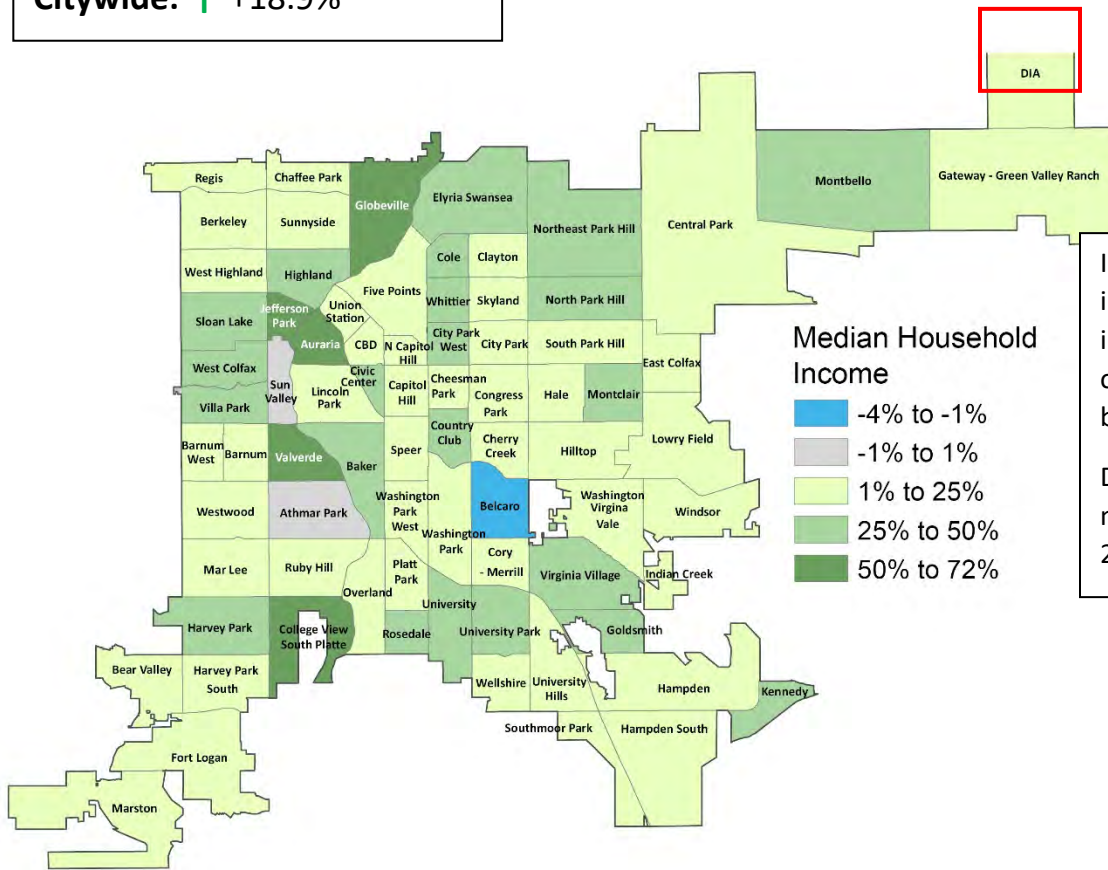 Citywide: ↑ +18.9%
DIA
Montbello
Gateway - Green Valley Ranch
Regis
Chaffee Park
Globeville
Elyria Swansea
Berkeley
Sunnyside
Northeast Park Hill
Central Park
West Highland
Highland
Cole
Clayton
Five Points
Sloan Lake
Jefferson
Park
Union
Station
Whittier
Skyland
North Park Hill
Auraria
CBD
N Capitol
Hill
City Park
West
City Park
South Park Hill
West Colfax
East Colfax
Sun
Valley
Lincoln
Park
Civic
Center
Capitol
Hill
Cheesman
Park
Congress
Park
Hale
Montclair
Villa Park
Country
Club
Barnum
West
Barnum
Valverde
Baker
Speer
Cherry
Creek
Hilltop
Lowry Field
Westwood
Athmar Park
Washington
Park
West
Washington
Park
Belcaro
Washington
Virgina
Vale
Windsor
Mar Lee
Ruby Hill
Overland
Platt
Park
Cory
- Merrill
Virginia Village
Indian Creek
Harvey Park
College View
South Platte
Rosedale
University
University Park
Goldsmith
Bear Valley
Harvey Park
South
Wellshire
University
Hills
Hampden
Kennedy
Southmoor Park
Hampden South
Fort Logan
Marston
Median Household
Income
-4% to -1%
-1% to 1%
1% to 25%
25% to 50%
50% to 72%